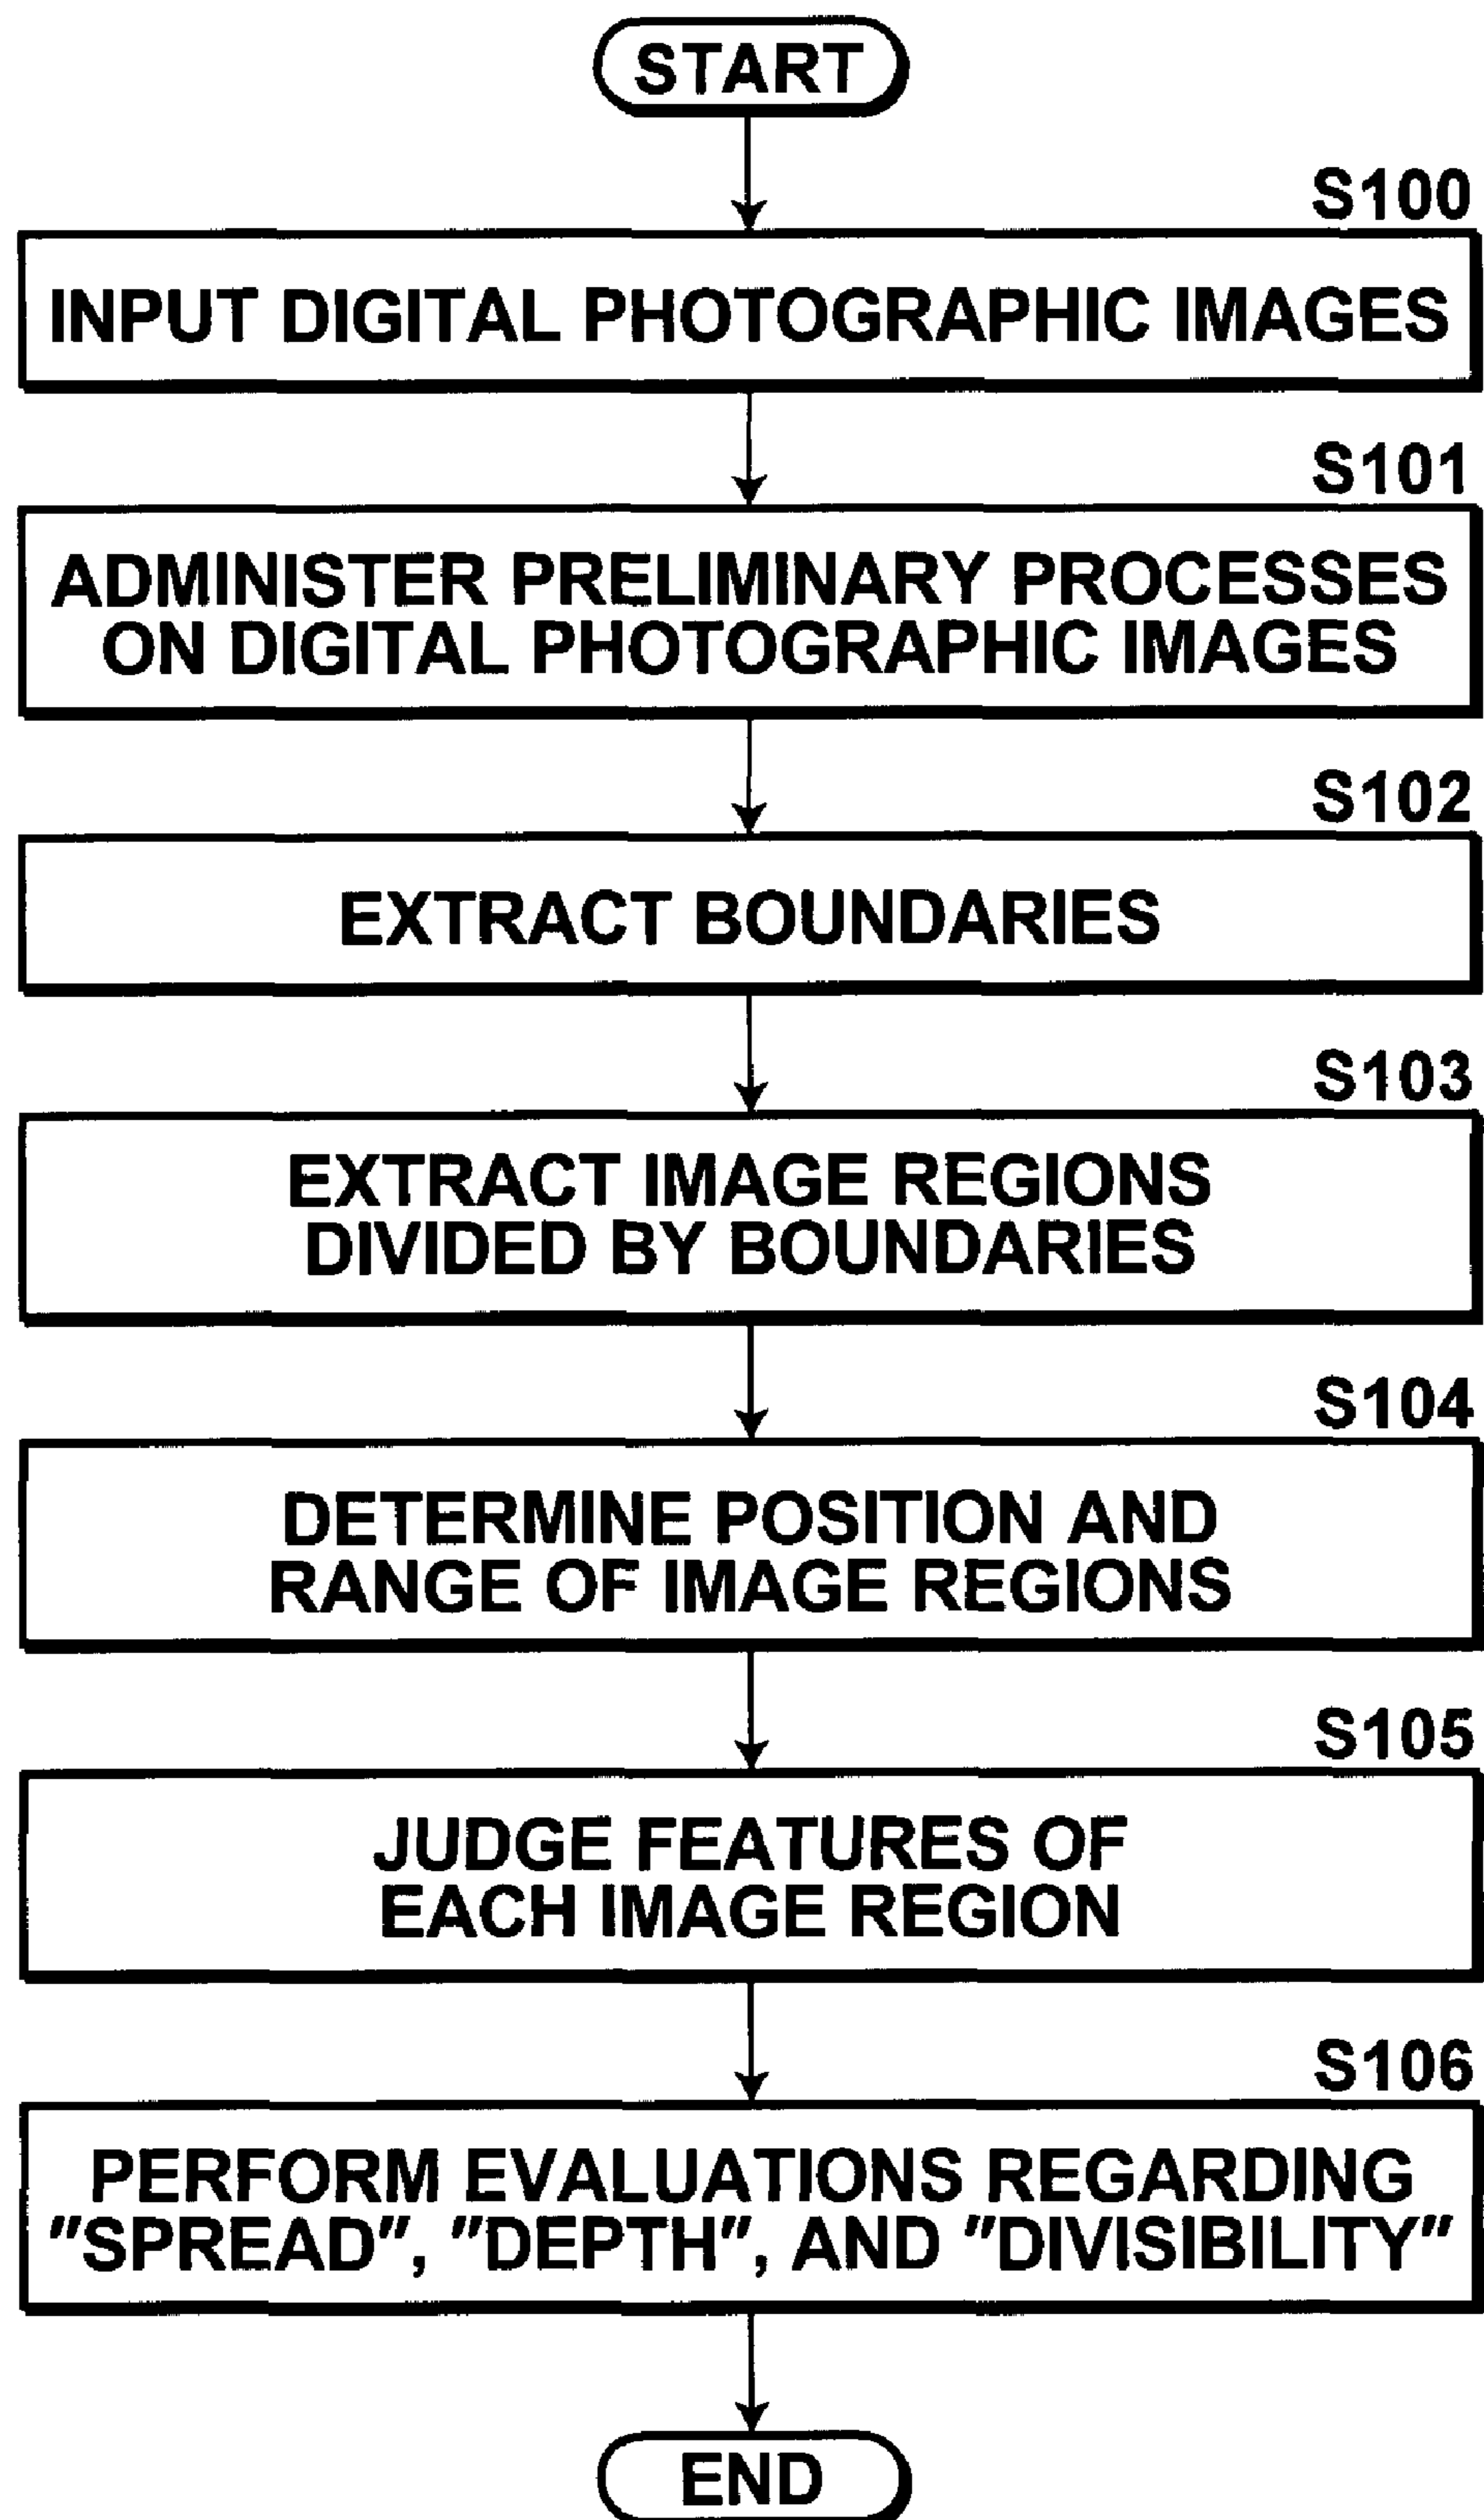 START
S100
INPUT DIGITAL PHOTOGRAPHIC IMAGES
S101
ADMINISTER PRELIMINARY PROCESSES
ON DIGITAL PHOTOGRAPHIC IMAGES
S102
EXTRACT BOUNDARIES
S103
EXTRACT IMAGE REGIONS
DIVIDED BY BOUNDARIES
S104
DETERMINE POSITION AND
RANGE OF IMAGE REGIONS
S105
JUDGE FEATURES OF
EACH IMAGE REGION
S106
PERFORM EVALUATIONS REGARDING
"SPREAD", "DEPTH", AND "DIVISIBILITY"
END